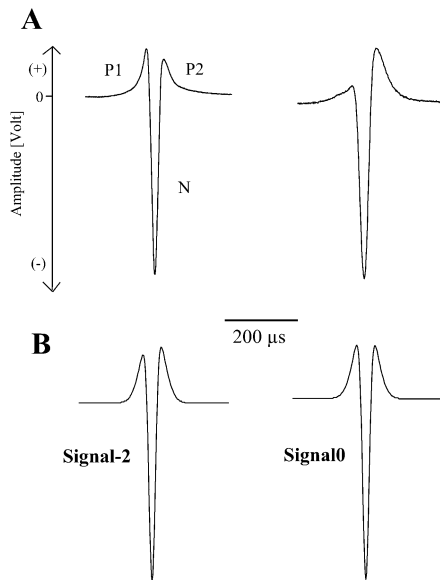 A
(+)
P1
P2
0
Amplitude [Volt]
N
(-)
200 µs
B
Signal-2
Signal0